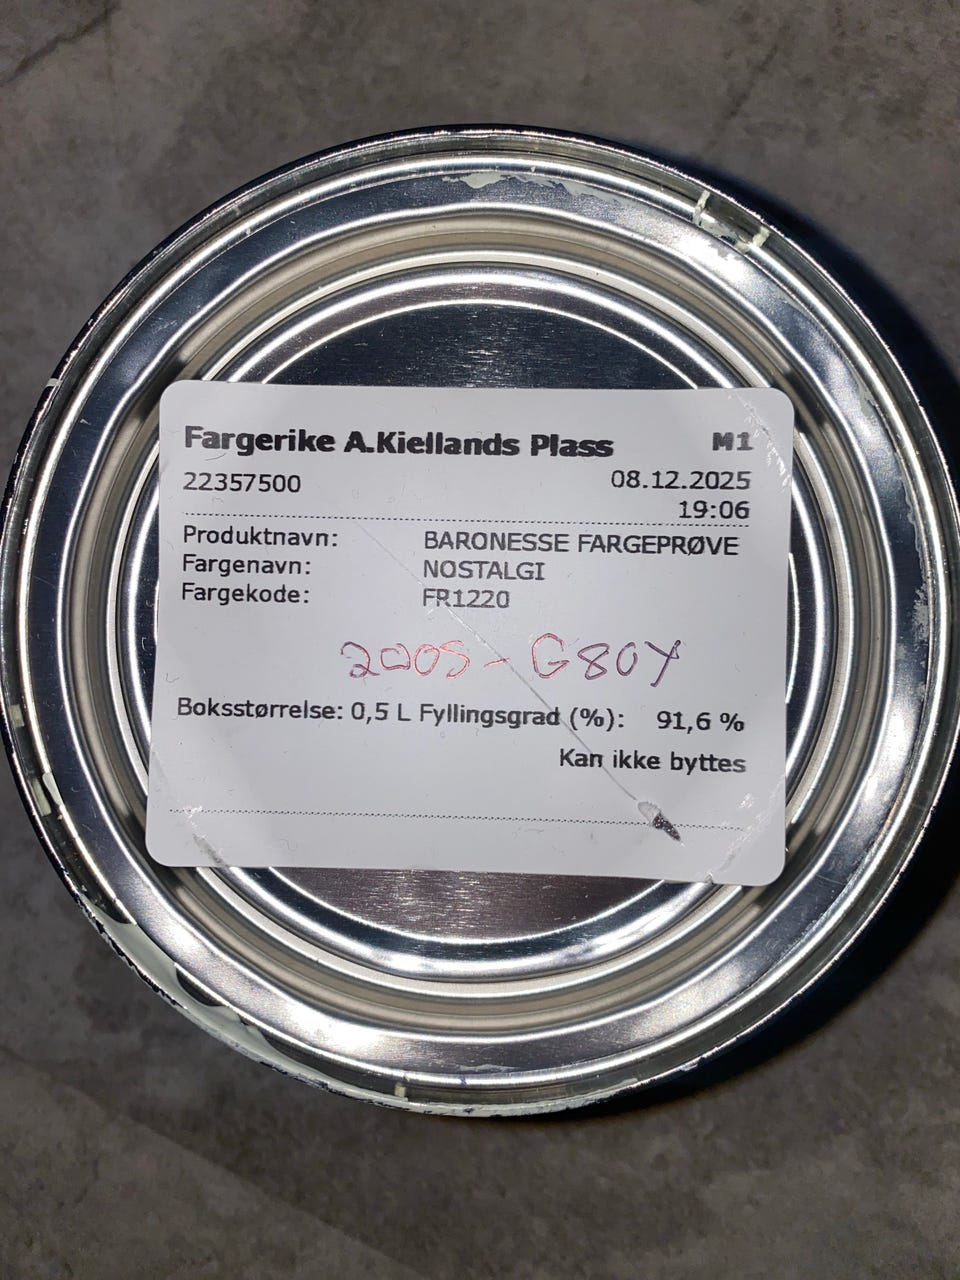 Fargerike A.Kiellands Plass M1
22357500 08.12.2025
19:06
Produktnavn: BARONESSE FARGEPRØVE
Fargenavn: NOSTALGI
Fargekode: FR1220
2005-G80Y
Boksstørrelse: 0,5 L Fyllingsgrad (%): 91,6 %
Kan ikke byttes